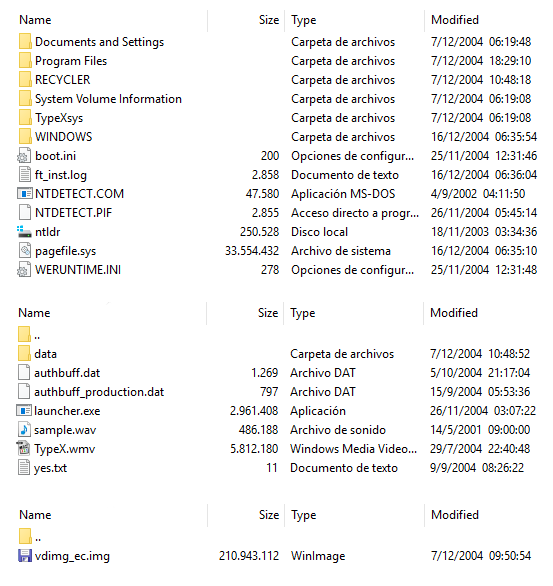 Name Size Type Modified
Documents and Settings Carpeta de archivos 7/12/2004 06:19:48
Program Files Carpeta de archivos 7/12/2004 18:29:10
RECYCLER Carpeta de archivos 7/12/2004 10:48:18
System Volume Information Carpeta de archivos 7/12/2004 06:19:08
TypeXsys Carpeta de archivos 7/12/2004 06:19:08
WINDOWS Carpeta de archivos 16/12/2004 06:35:54
boot.ini 200 Opciones de configur... 25/11/2004 12:31:46
ft_inst.log 2.858 Documento de texto 16/12/2004 06:36:04
NTDETECT.COM 47.580 Aplicación MS-DOS 4/9/2002 04:11:50
NTDETECT.PIF 2.855 Acceso directo a progr... 26/11/2004 05:45:14
ntldr 250.528 Disco local 18/11/2003 03:34:36
pagefile.sys 33.554.432 Archivo de sistema 16/12/2004 06:35:10
WERUNTIME.INI 278 Opciones de configur... 25/11/2004 12:31:48
Name Size Type Modified
..
data Carpeta de archivos 7/12/2004 10:48:52
authbuff.dat 1.269 Archivo DAT 5/10/2004 21:17:04
authbuff_production.dat 797 Archivo DAT 15/9/2004 05:53:36
launcher.exe 2.961.408 Aplicación 26/11/2004 03:07:22
sample.wav 486.188 Archivo de sonido 14/5/2001 09:00:00
TypeX.wmv 5.812.180 Windows Media Video... 29/7/2004 22:40:48
yes.txt 11 Documento de texto 9/9/2004 08:26:22
Name Size Type Modified
..
vdimg_ec.img 210.943.112 WinImage 7/12/2004 09:50:54